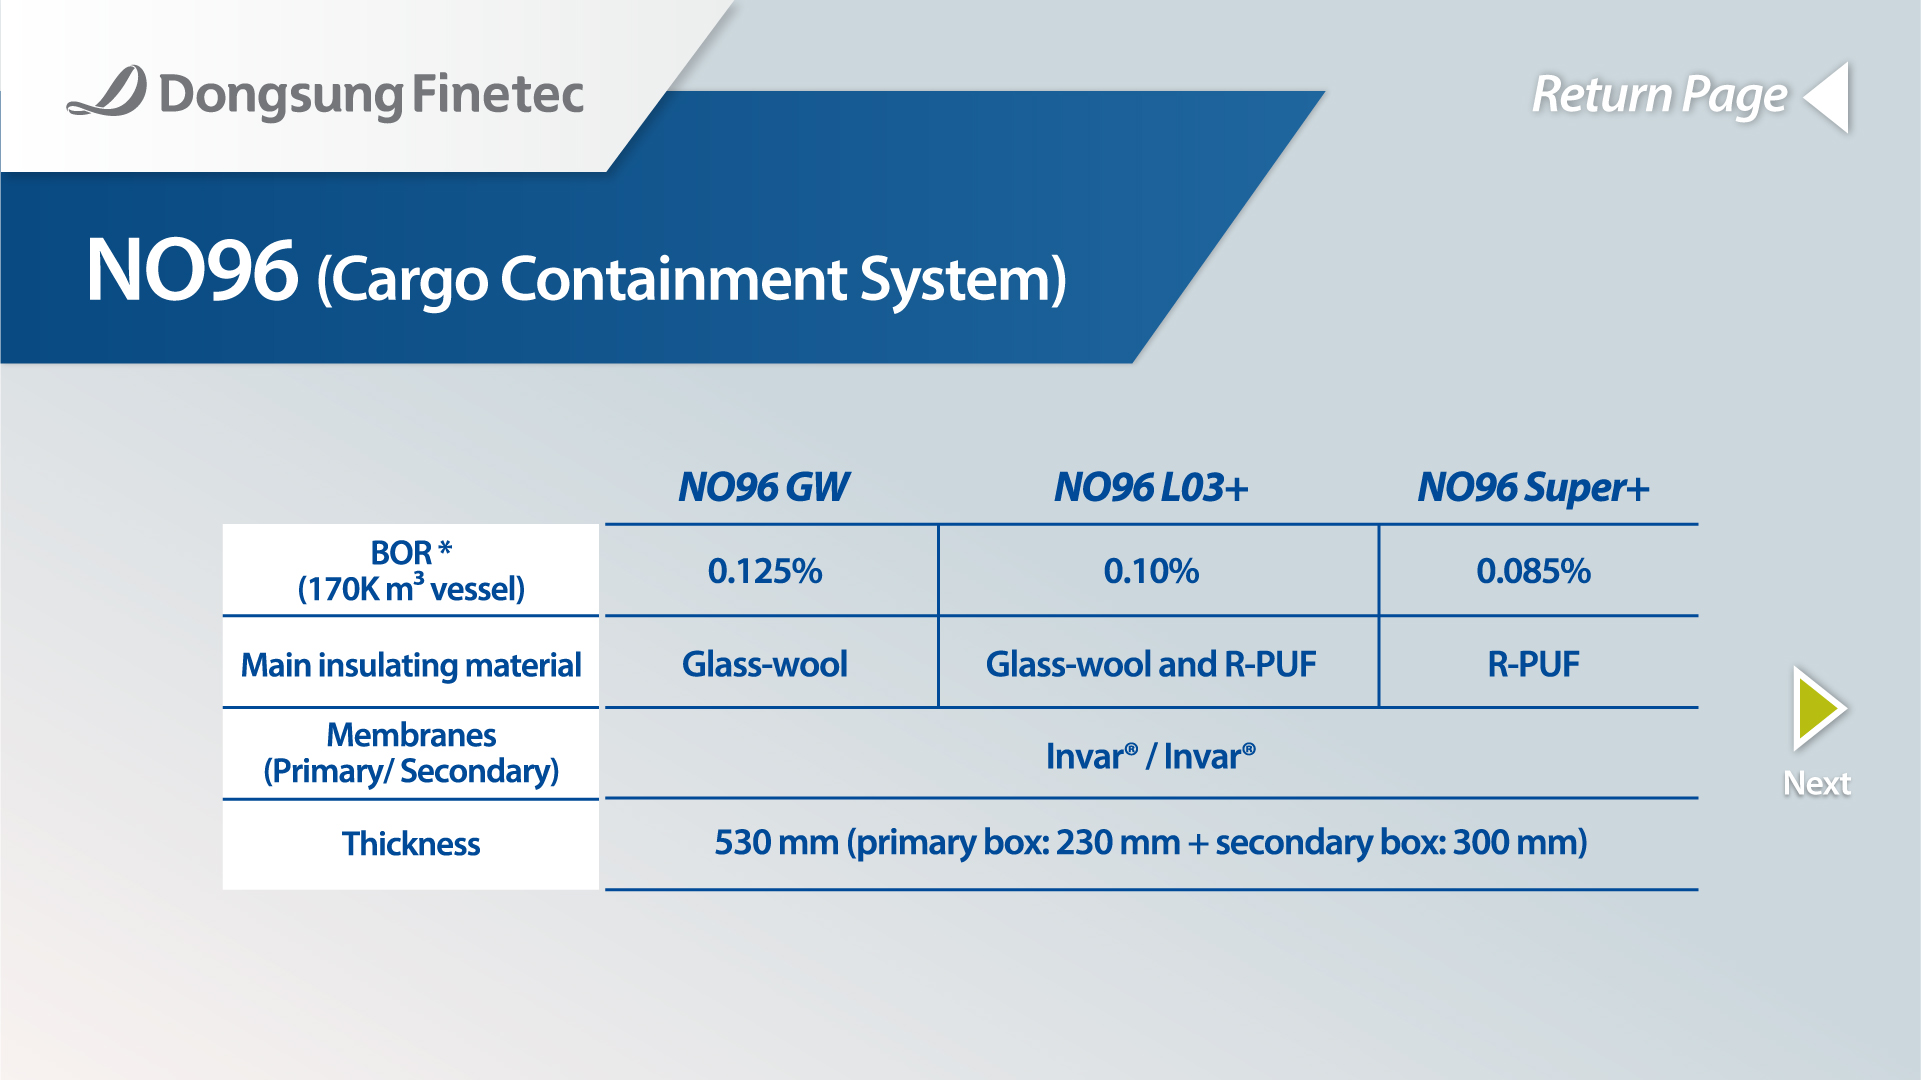 Dongsung Finetec
Return Page
NO96 (Cargo Containment System)
NO96 GW NO96 L03+ NO96 Super+
BOR *
(170K m³ vessel)
0.125% 0.10% 0.085%
Main insulating material Glass-wool Glass-wool and R-PUF R-PUF
Membranes
(Primary/ Secondary)
Invar® / Invar®
Thickness 530 mm (primary box: 230 mm + secondary box: 300 mm)
Next